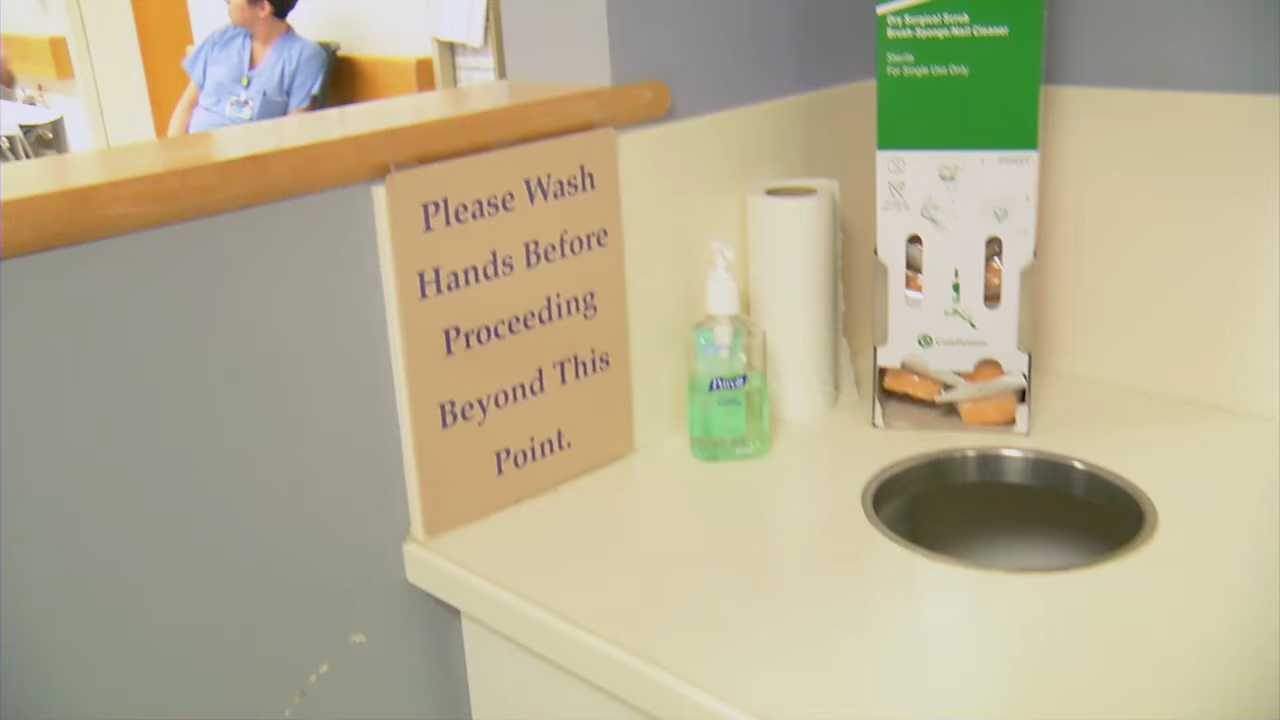 Dry Surgical Scrub
Brush-Sponge/Nail Cleaner
Sterile
For Single Use Only
Please Wash
Hands Before
Proceeding
Beyond This
Point.
Purell
CareFusion